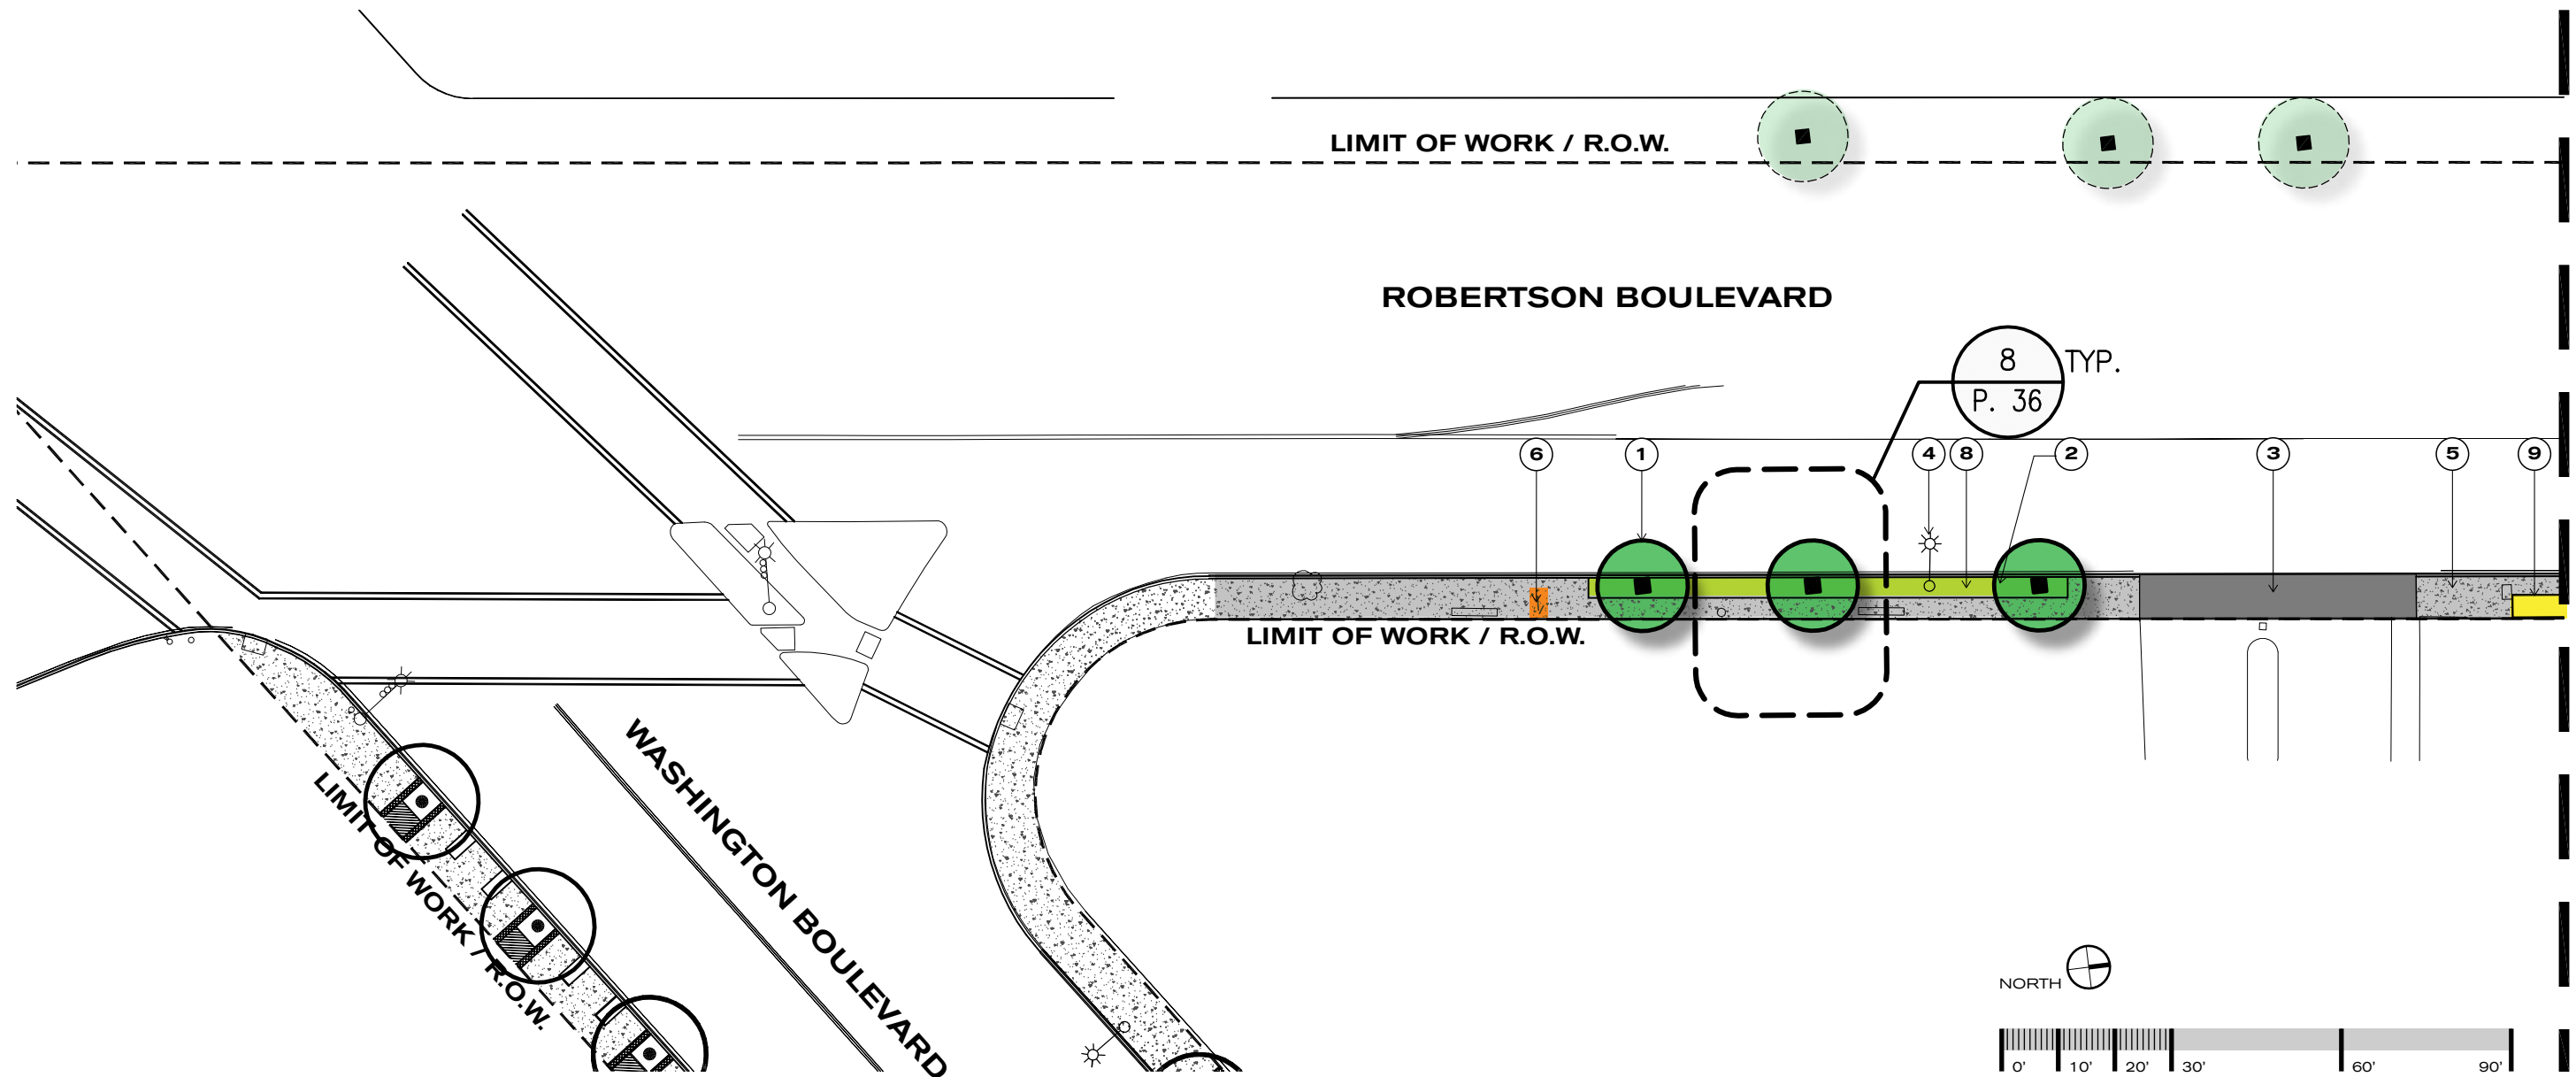 LIMIT OF WORK / R.O.W.
ROBERTSON BOULEVARD
8
TYP.
P. 36
6
1
4
8
2
3
5
9
LIMIT OF WORK / R.O.W.
WASHINGTON BOULEVARD
LIMIT OF WORK / R.O.W.
NORTH
0' 10' 20' 30' 60' 90'